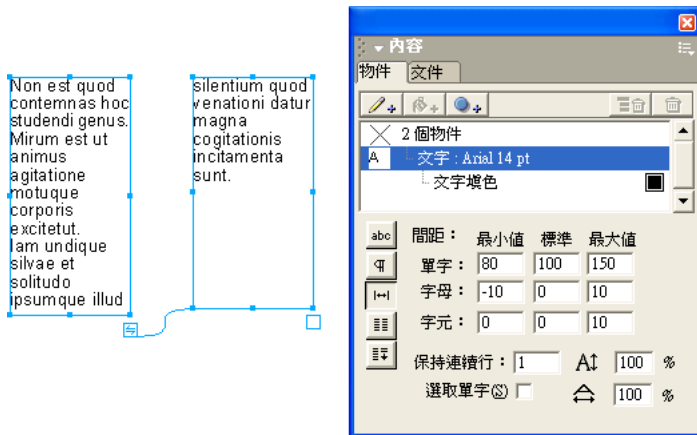 Non est quod
contemnas hoc
studendi genus.
Mirum est ut
animus
agitatione
motuque
corporis
excitetut.
Iam undique
silvae et
solitudo
ipsumque illud
silentium quod
venationi datur
magna
cogitationis
incitamenta
sunt.
內容
物件 文件
2 個物件
A 文字 : Arial 14 pt
文字填色
abc 間距： 最小值 標準 最大值
單字： 80 100 150
字母： -10 0 10
字元： 0 0 10
保持連續行： 1 A 100 %
選取單字(S) 100 %